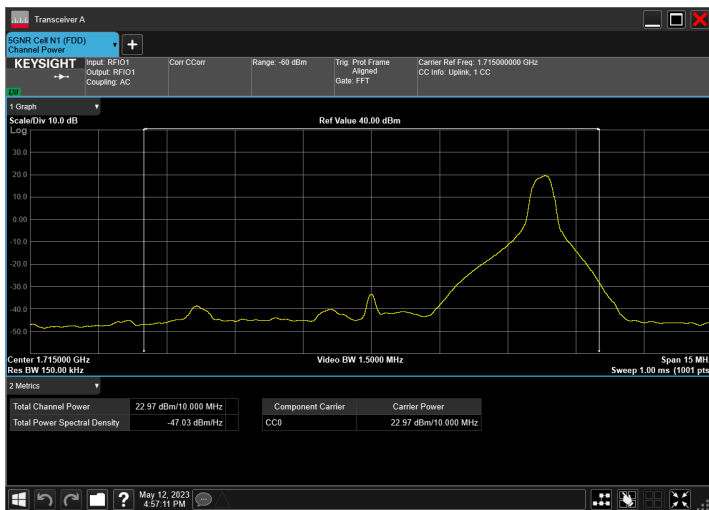 Transceiver A
5GNR Cell N1 (FDD)
Channel Power
+
KEYSIGHT
LXI
Input: RFIO1
Output: RFIO1
Coupling: AC
Corr CCorr
Range: -60 dBm
Trig: Prot Frame
Aligned
Gate: FFT
Carrier Ref Freq: 1.715000000 GHz
CC Info: Uplink, 1 CC
1 Graph
Scale/Div 10.0 dB
Ref Value 40.00 dBm
Log
30.0
20.0
10.0
0.00
-10.0
-20.0
-30.0
-40.0
-50.0
Center 1.715000 GHz
Video BW 1.5000 MHz
Span 15 MH
Res BW 150.00 kHz
Sweep 1.00 ms (1001 pts
2 Metrics
Total Channel Power 22.97 dBm/10.000 MHz
Total Power Spectral Density -47.03 dBm/Hz
Component Carrier Carrier Power
CC0 22.97 dBm/10.000 MHz
?
May 12, 2023
4:57:11 PM